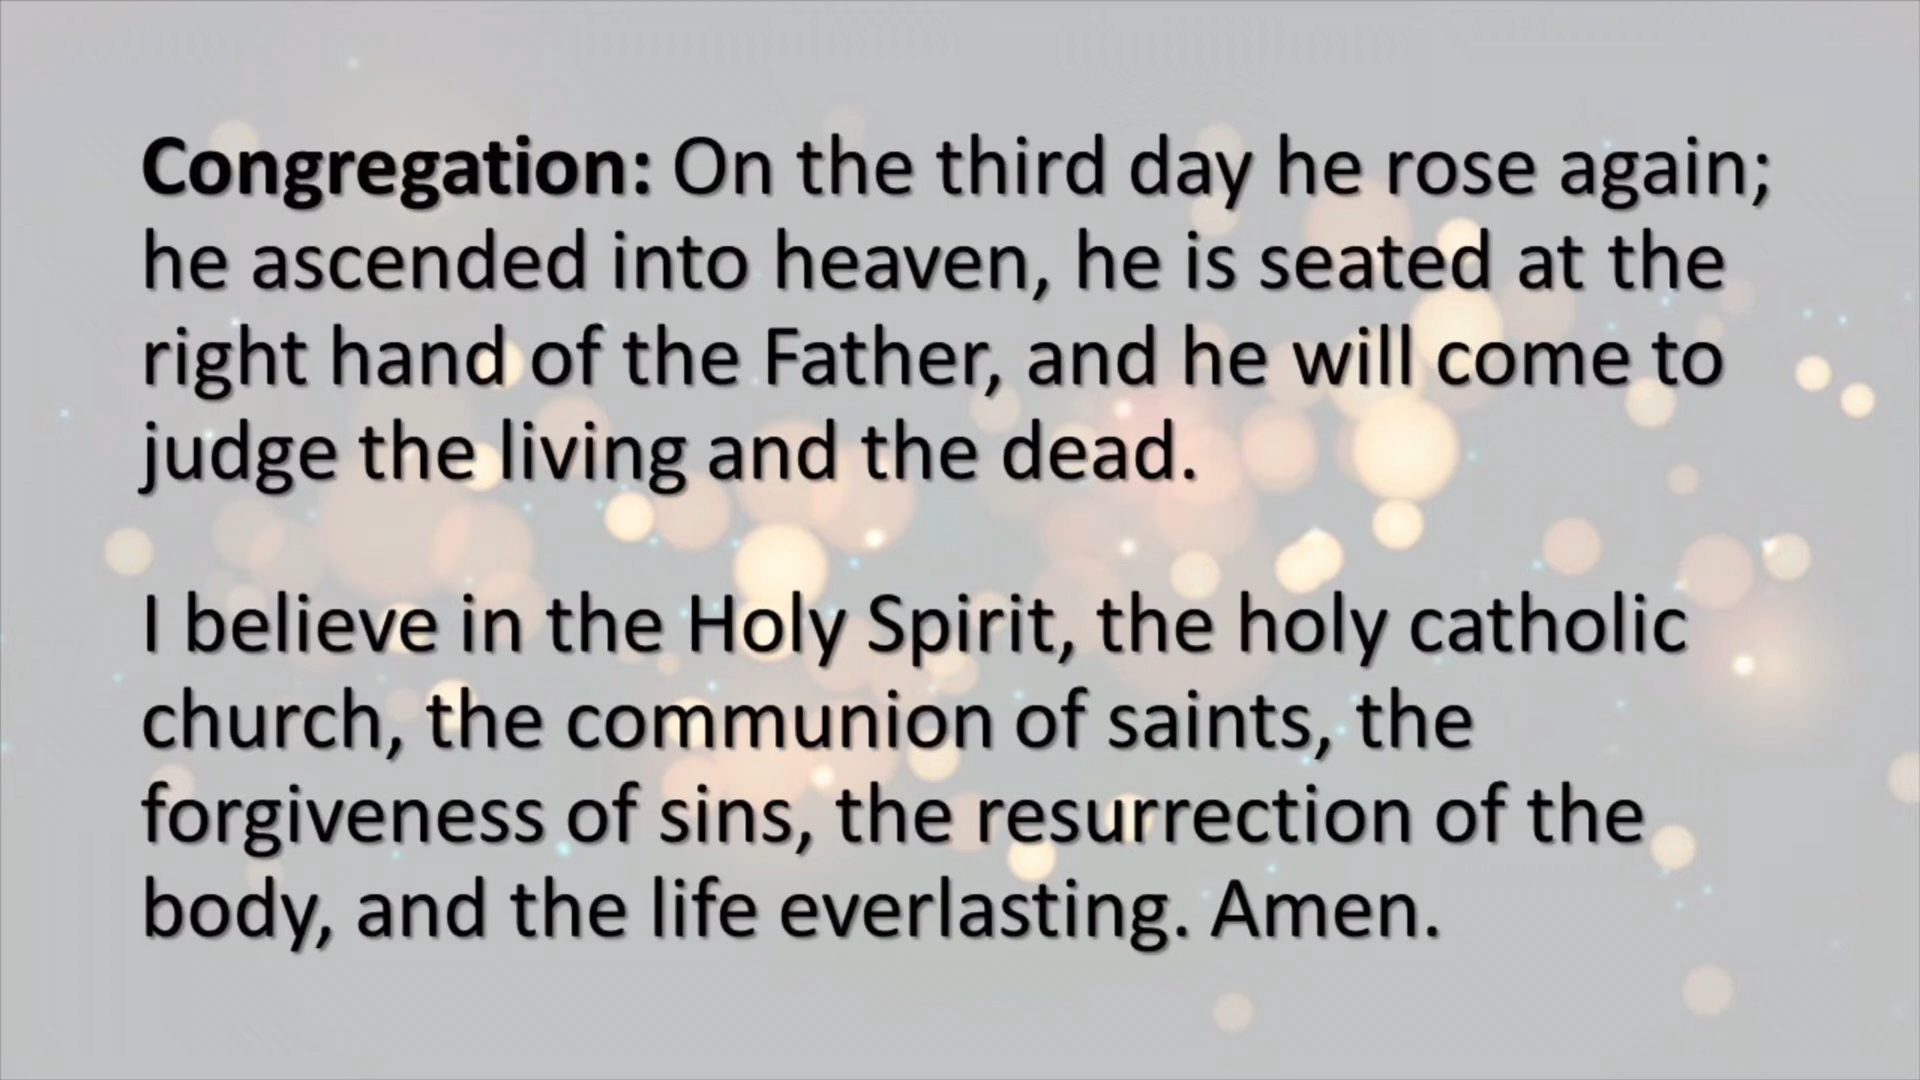 Congregation: On the third day he rose again;
he ascended into heaven, he is seated at the
right hand of the Father, and he will come to
judge the living and the dead.
I believe in the Holy Spirit, the holy catholic
church, the communion of saints, the
forgiveness of sins, the resurrection of the
body, and the life everlasting. Amen.